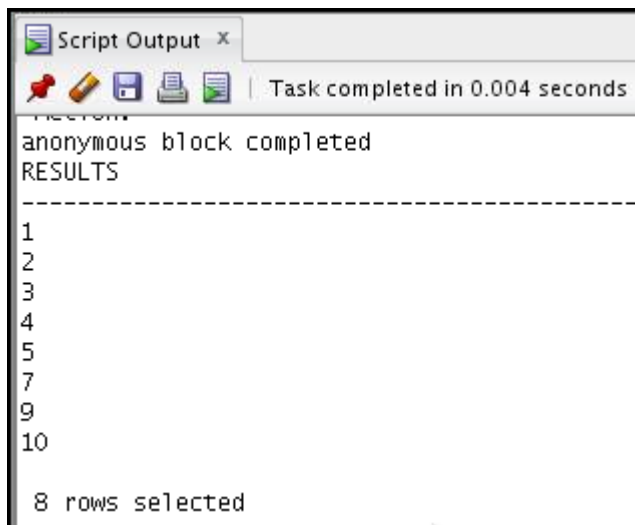 Script Output x
Task completed in 0.004 seconds
anonymous block completed
RESULTS
----------------------------------------
1
2
3
4
5
7
9
10
8 rows selected